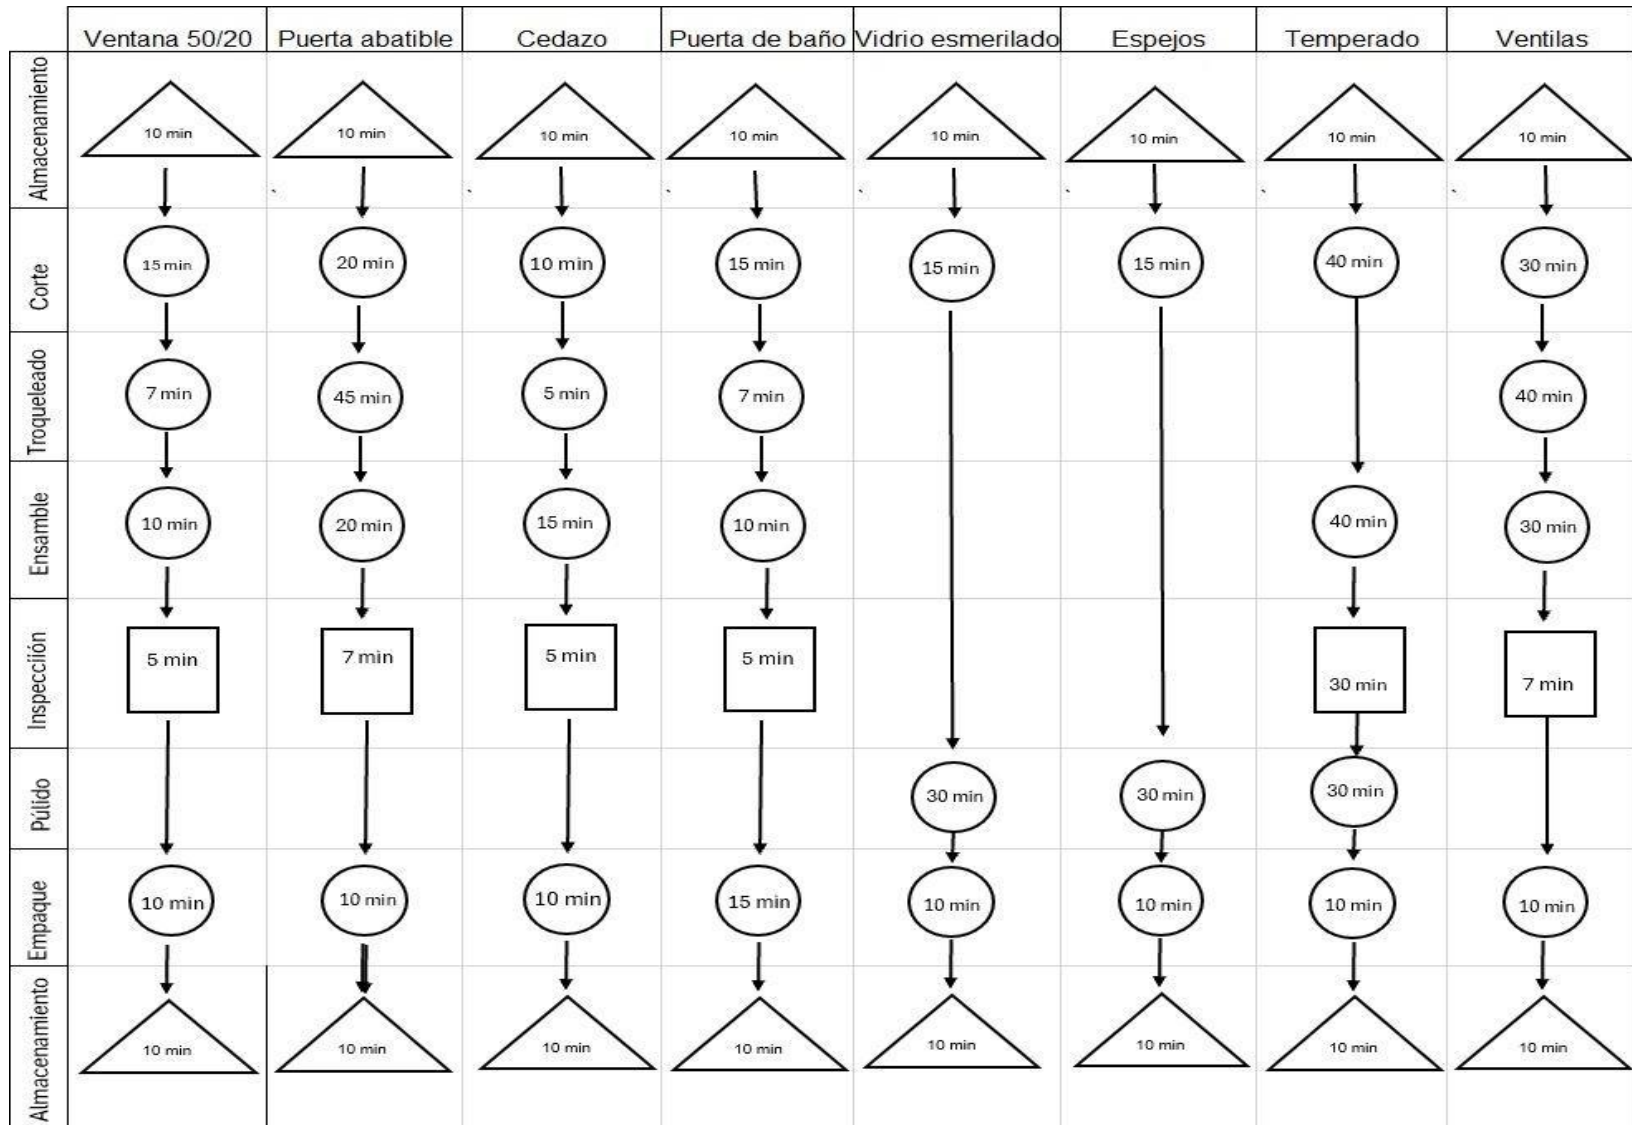 Ventana 50/20 Puerta abatible Cedazo Puerta de baño Vidrio esmerilado Espejos Temperado Ventilas
Almacenamiento 10 min 10 min 10 min 10 min 10 min 10 min 10 min 10 min
Corte 15 min 20 min 10 min 15 min 15 min 15 min 40 min 30 min
Troqueleado 7 min 45 min 5 min 7 min 40 min
Ensamble 10 min 20 min 15 min 10 min 40 min 30 min
Inspecciión 5 min 7 min 5 min 5 min 30 min 7 min
Púlido 30 min 30 min 30 min
Empaque 10 min 10 min 10 min 15 min 10 min 10 min 10 min 10 min
Almacenamiento 10 min 10 min 10 min 10 min 10 min 10 min 10 min 10 min